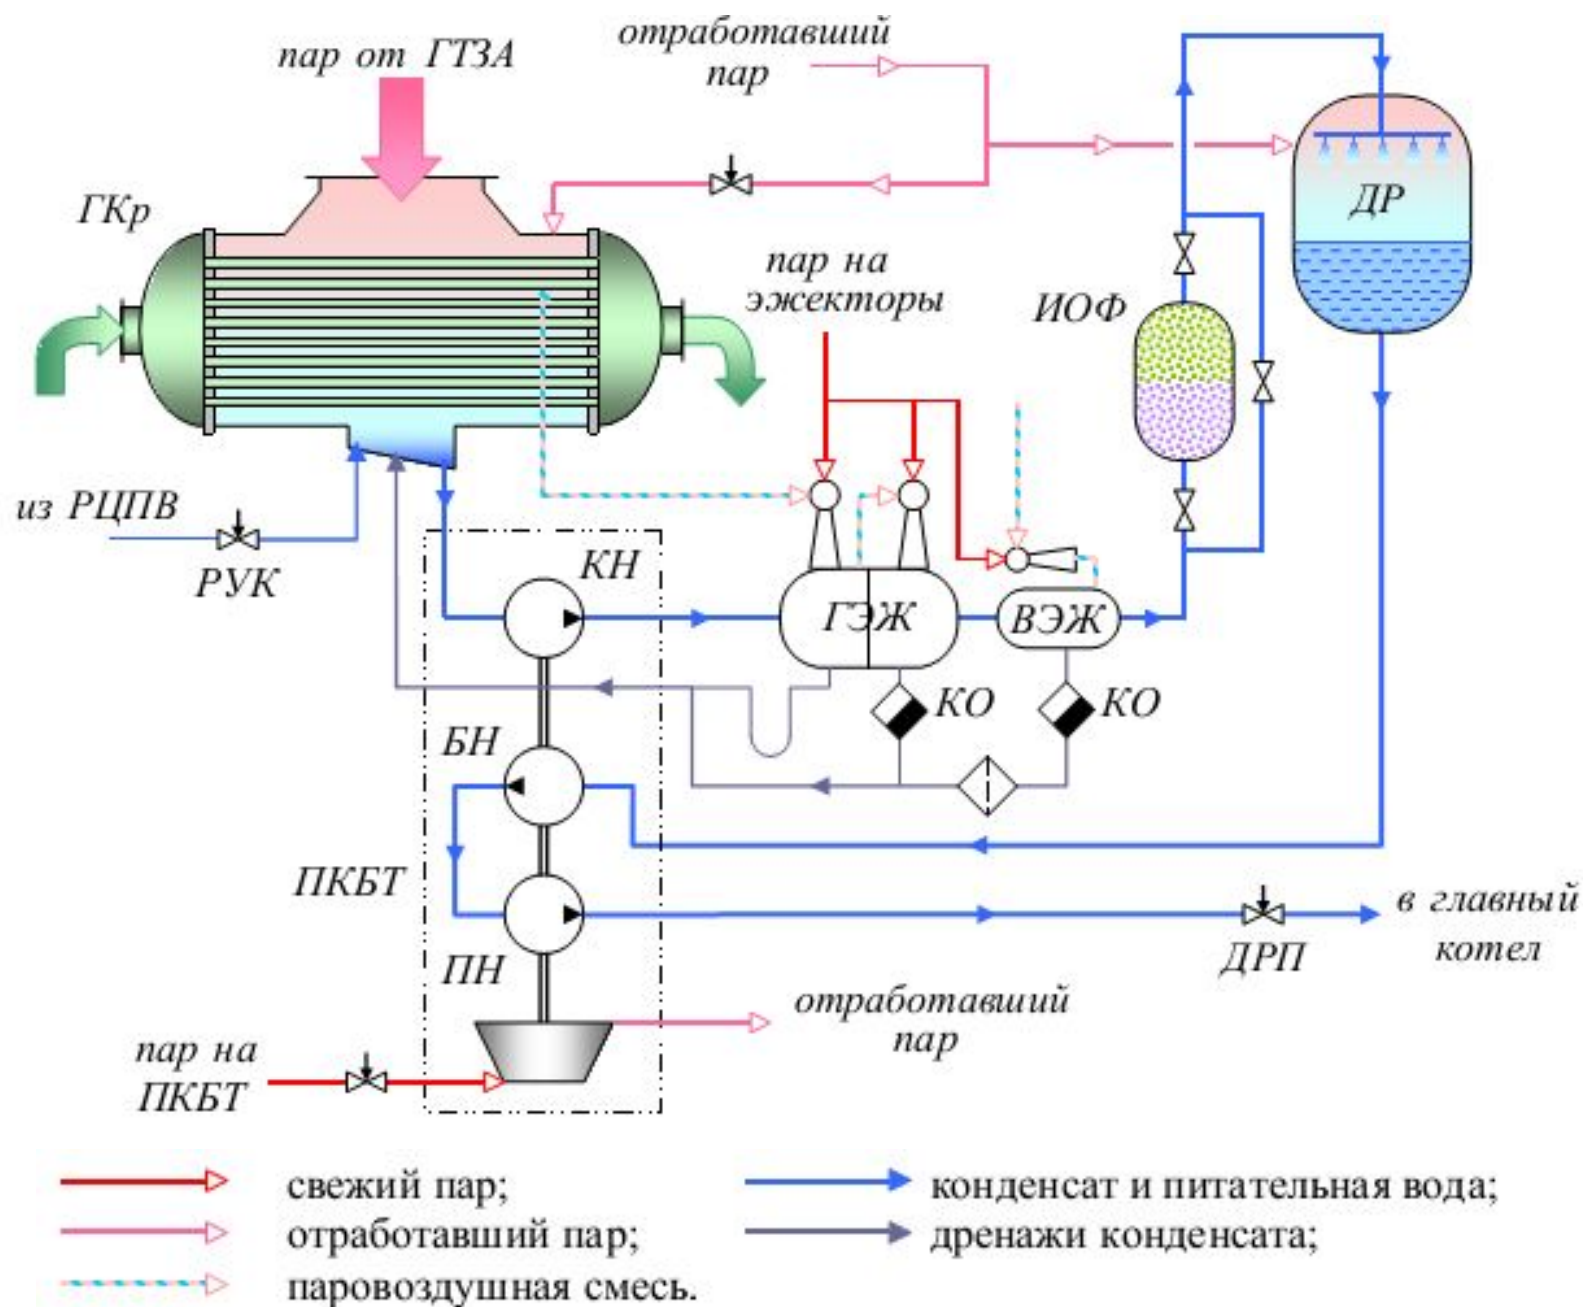 пар от ГТЗА
отработавший
пар
ГКр
ДР
пар на
эжекторы
ИОФ
из РЦПВ
РУК
КН
ГЭЖ
ВЭЖ
КО
КО
БН
ПКБТ
в главный
котел
ДРП
ПН
отработавший
пар
пар на
ПКБТ
свежий пар;
конденсат и питательная вода;
отработавший пар;
дренажи конденсата;
паровоздушная смесь.